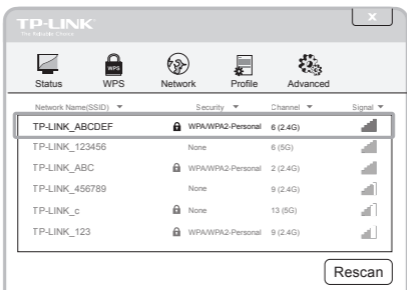 TP-LINK
The Reliable Choice
X
WPS
Status WPS Network Profile Advanced
Network Name(SSID) Security Channel Signal
TP-LINK_ABCDEF WPA/WPA2-Personal 6 (2.4G)
TP-LINK_123456 None 6 (5G)
TP-LINK_ABC WPA/WPA2-Personal 2 (2.4G)
TP-LINK_456789 None 9 (2.4G)
TP-LINK_c None 13 (5G)
TP-LINK_123 WPA/WPA2-Personal 9 (2.4G)
Rescan